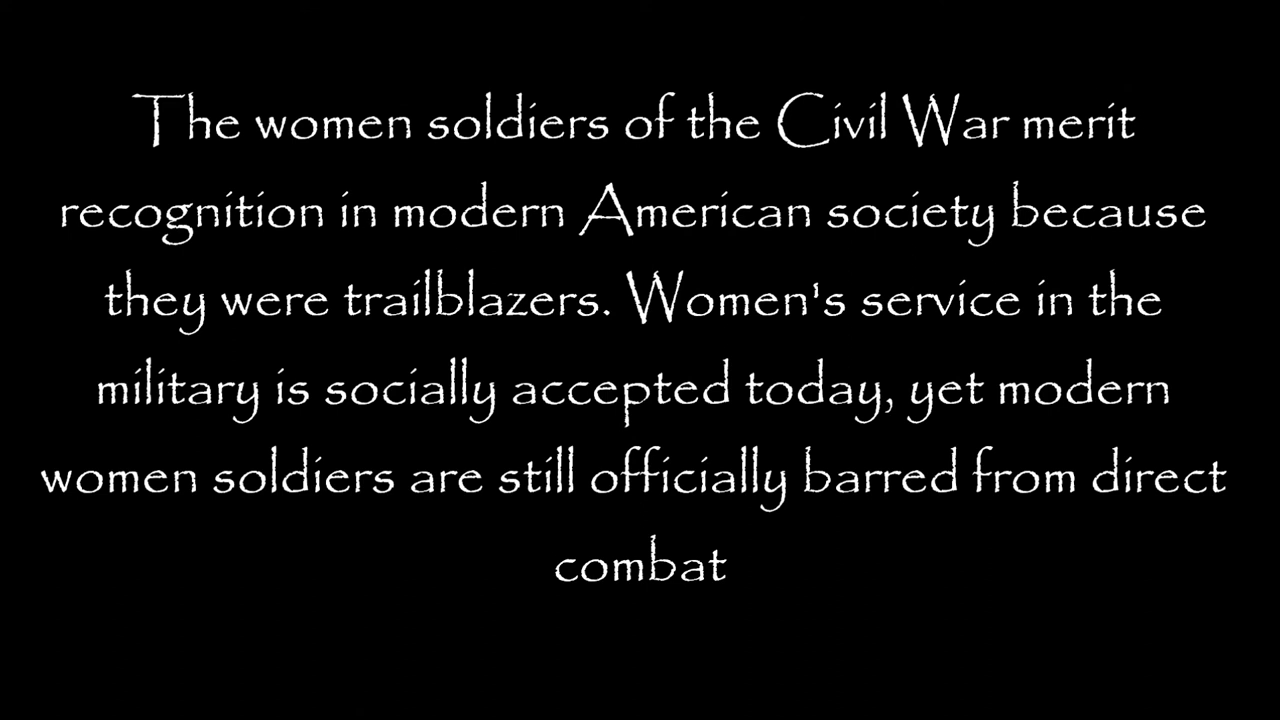 The women soldiers of the Civil War merit
recognition in modern American society because
they were trailblazers. Women's service in the
military is socially accepted today, yet modern
women soldiers are still officially barred from direct
combat